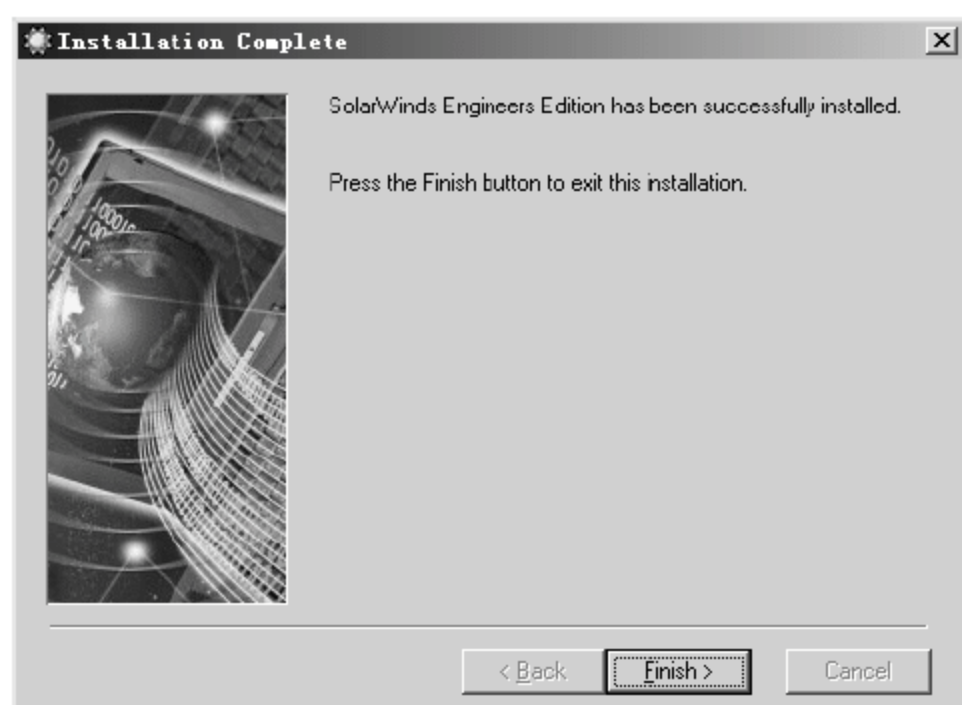 Installation Complete
SolarWinds Engineers Edition has been successfully installed.
Press the Finish button to exit this installation.
< Back
Finish >
Cancel